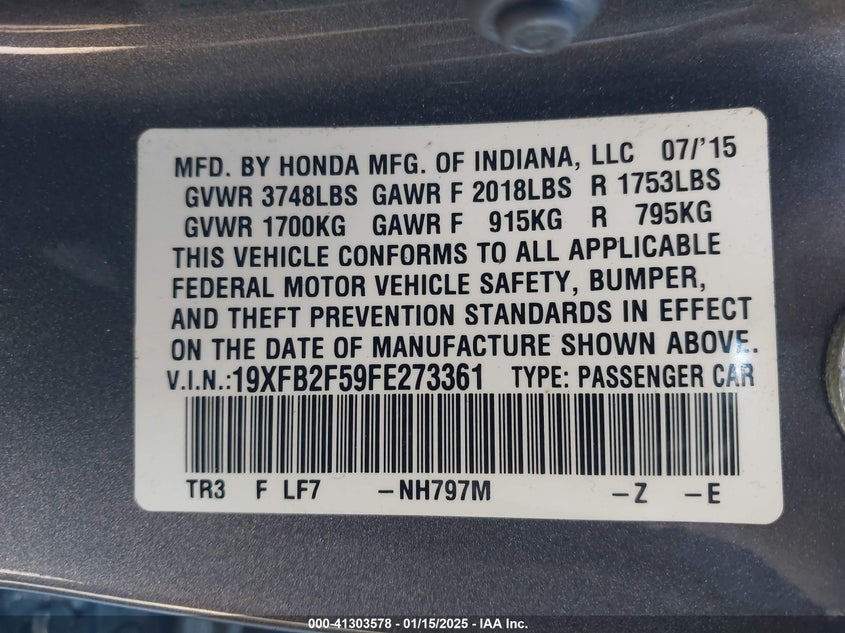 MFD. BY HONDA MFG. OF INDIANA, LLC 07/'15
GVWR 3748LBS GAWR F 2018LBS R 1753LBS
GVWR 1700KG GAWR F 915KG R 795KG
THIS VEHICLE CONFORMS TO ALL APPLICABLE
FEDERAL MOTOR VEHICLE SAFETY, BUMPER,
AND THEFT PREVENTION STANDARDS IN EFFECT
ON THE DATE OF MANUFACTURE SHOWN ABOVE.
V.I.N.:19XFB2F59FE273361 TYPE: PASSENGER CAR
TR3 F LF7 –NH797M –Z –E
000-41303578 - 01/15/2025 - IAA Inc.